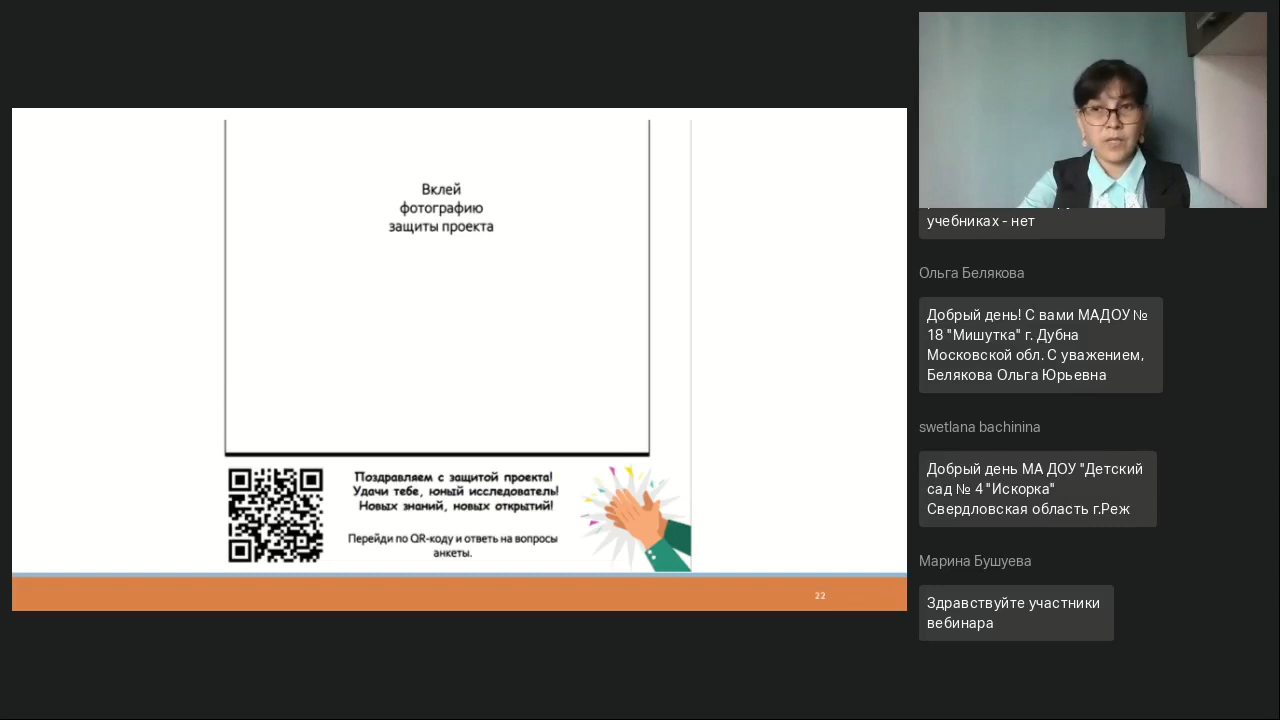 Вклей
фотографию
защиты проекта
Поздравляем с защитой проекта!
Удачи тебе, юный исследователь!
Новых знаний, новых открытий!
Перейди по QR-коду и ответь на вопросы
анкеты.
22
учебниках - нет
Ольга Белякова
Добрый день! С вами МАДОУ №
18 "Мишутка" г. Дубна
Московской обл. С уважением,
Белякова Ольга Юрьевна
swetlana bachinina
Добрый день МА ДОУ "Детский
сад № 4 "Искорка"
Свердловская область г.Реж
Марина Бушуева
Здравствуйте участники
вебинара